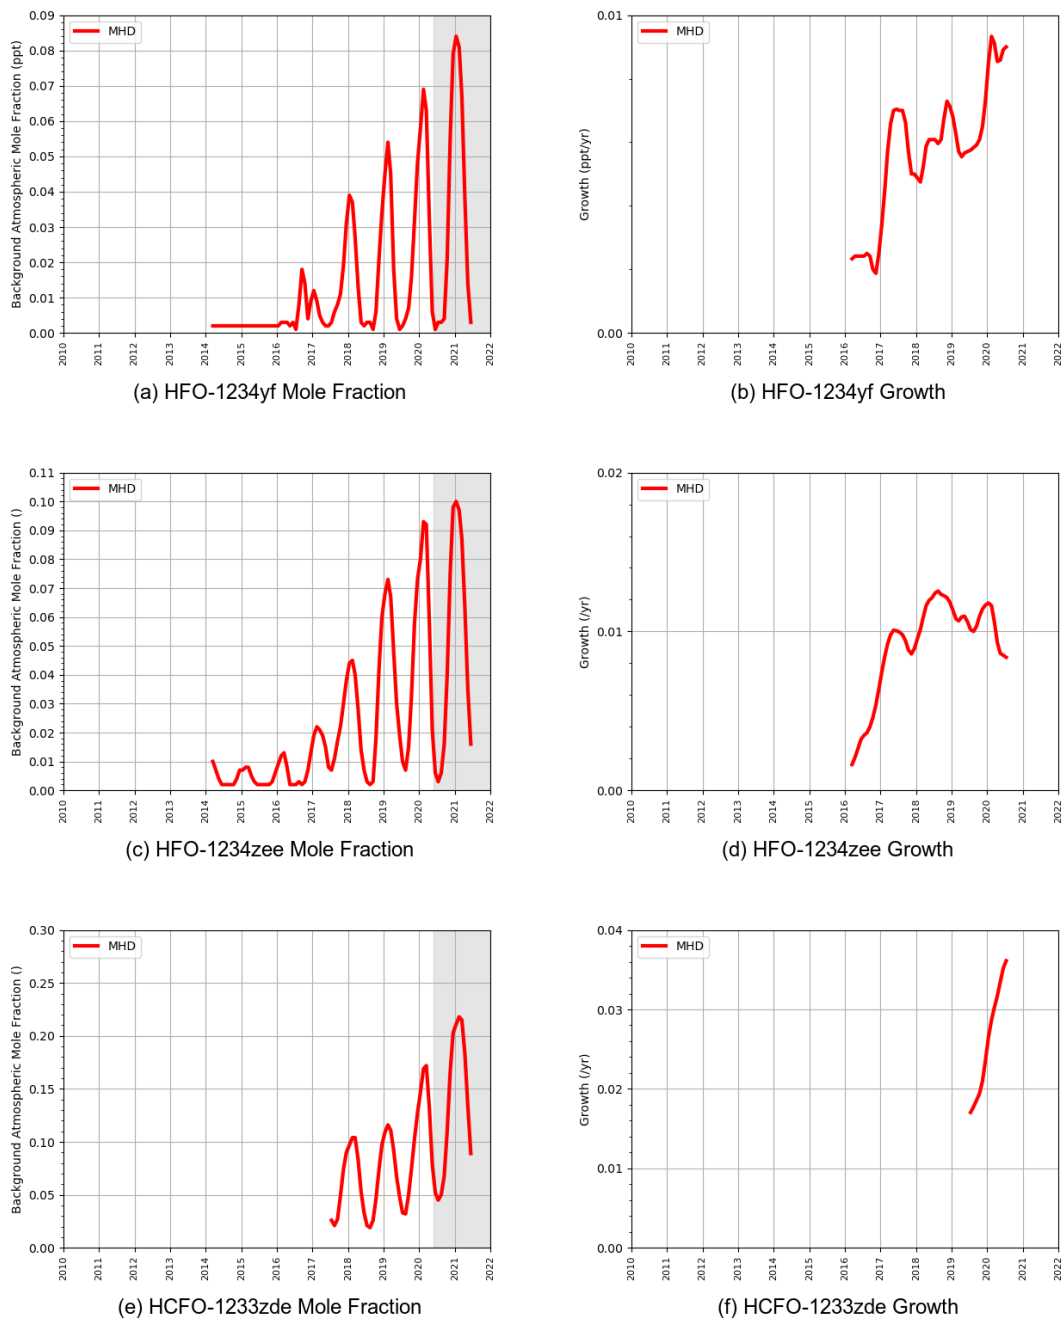 0.09
0.08
0.07
0.06
0.05
0.04
0.03
0.02
0.01
0.00
Background Atmospheric Mole Fraction (ppt)
MHD
2010 2011 2012 2013 2014 2015 2016 2017 2018 2019 2020 2021 2022
(a) HFO-1234yf Mole Fraction
0.01
0.00
Growth (ppt/yr)
MHD
2010 2011 2012 2013 2014 2015 2016 2017 2018 2019 2020 2021 2022
(b) HFO-1234yf Growth
0.11
0.10
0.09
0.08
0.07
0.06
0.05
0.04
0.03
0.02
0.01
0.00
Background Atmospheric Mole Fraction ()
MHD
2010 2011 2012 2013 2014 2015 2016 2017 2018 2019 2020 2021 2022
(c) HFO-1234zee Mole Fraction
0.02
0.01
0.00
Growth (/yr)
MHD
2010 2011 2012 2013 2014 2015 2016 2017 2018 2019 2020 2021 2022
(d) HFO-1234zee Growth
0.30
0.25
0.20
0.15
0.10
0.05
0.00
Background Atmospheric Mole Fraction ()
MHD
2010 2011 2012 2013 2014 2015 2016 2017 2018 2019 2020 2021 2022
(e) HCFO-1233zde Mole Fraction
0.04
0.03
0.02
0.01
0.00
Growth (/yr)
MHD
2010 2011 2012 2013 2014 2015 2016 2017 2018 2019 2020 2021 2022
(f) HCFO-1233zde Growth